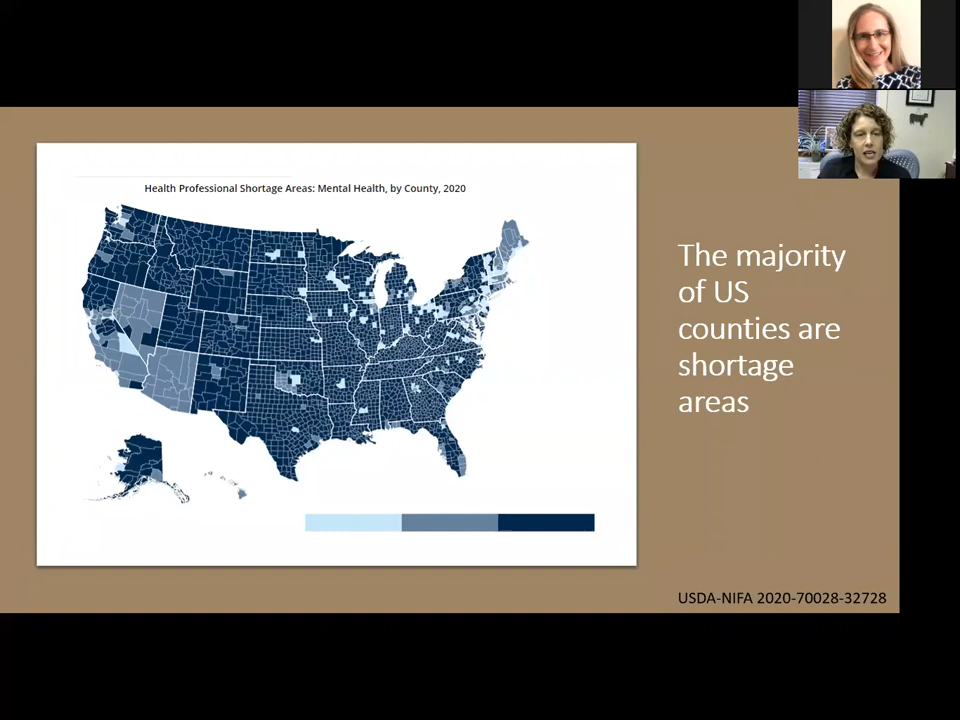 Health Professional Shortage Areas: Mental Health, by County, 2020
The majority
of US
counties are
shortage
areas
USDA-NIFA 2020-70028-32728